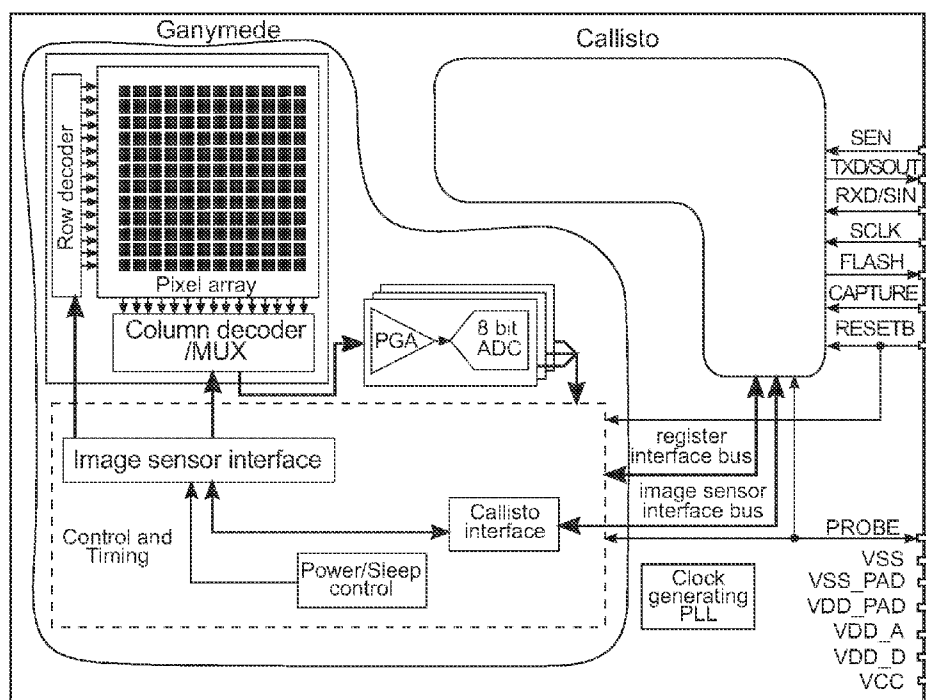 Ganymede
Callisto
Row decoder
Pixel array
Column decoder
/MUX
PGA
8 bit
ADC
SEN
TXD/SOUT
RXD/SIN
SCLK
FLASH
CAPTURE
RESETB
register
interface bus
image sensor
interface bus
Image sensor interface
Callisto
interface
Control and
Timing
Power/Sleep
control
Clock
generating
PLL
PROBE
VSS
VSS_PAD
VDD_PAD
VDD_A
VDD_D
VCC